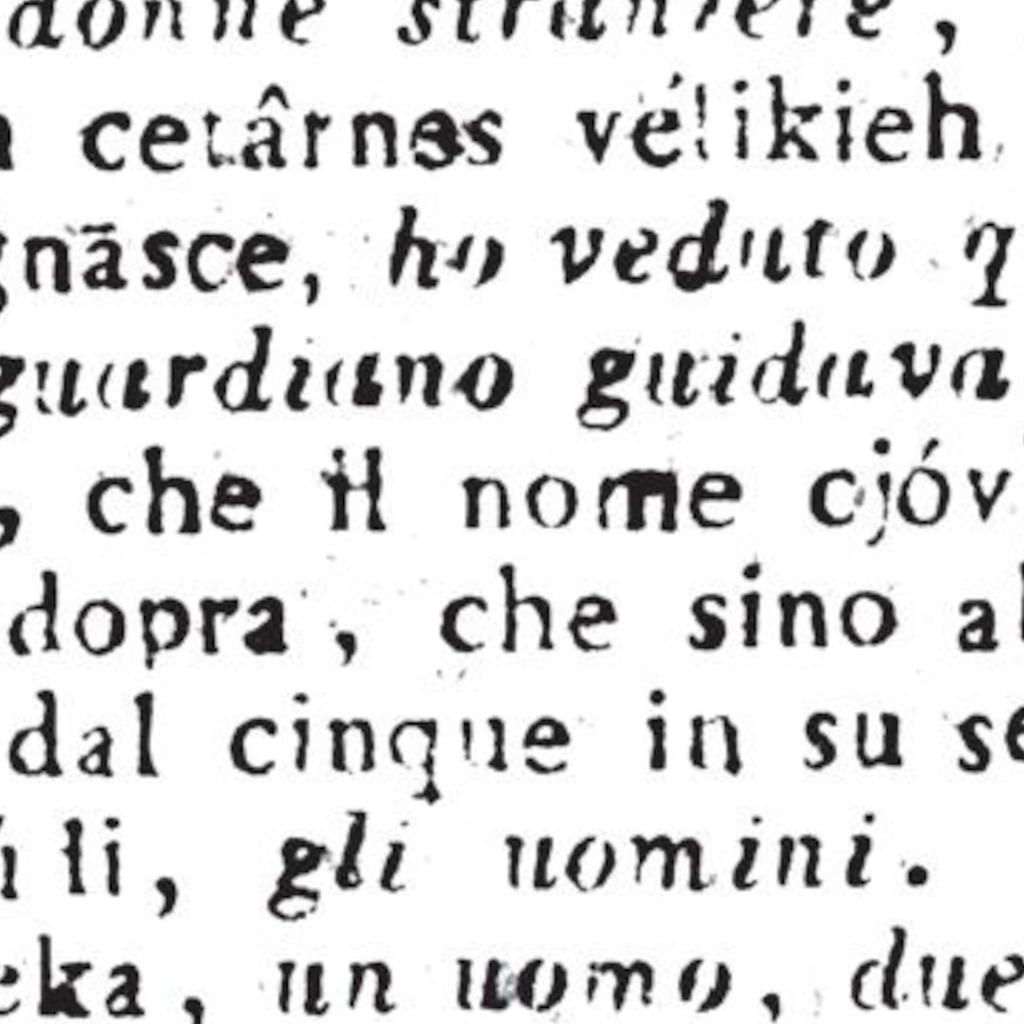 donne straniere,
cetârnes vélikieh
gnāsce, ho veduto q
guardiano guidava
, che il nome cjóv
dopra, che sino al
dal cinque in su se
li, gli uomini.
eka, un uomo, due